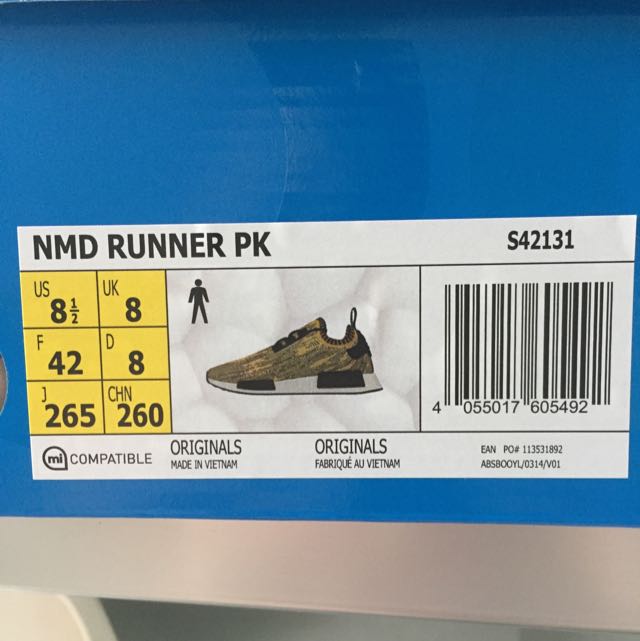 NMD RUNNER PK
S42131
US 8½ UK 8
F 42 D 8
J 265 CHN 260
4 055017 605492
mi COMPATIBLE
ORIGINALS
MADE IN VIETNAM
ORIGINALS
FABRIQUÉ AU VIETNAM
EAN PO# 113531892
ABSBOOYL/0314/V01